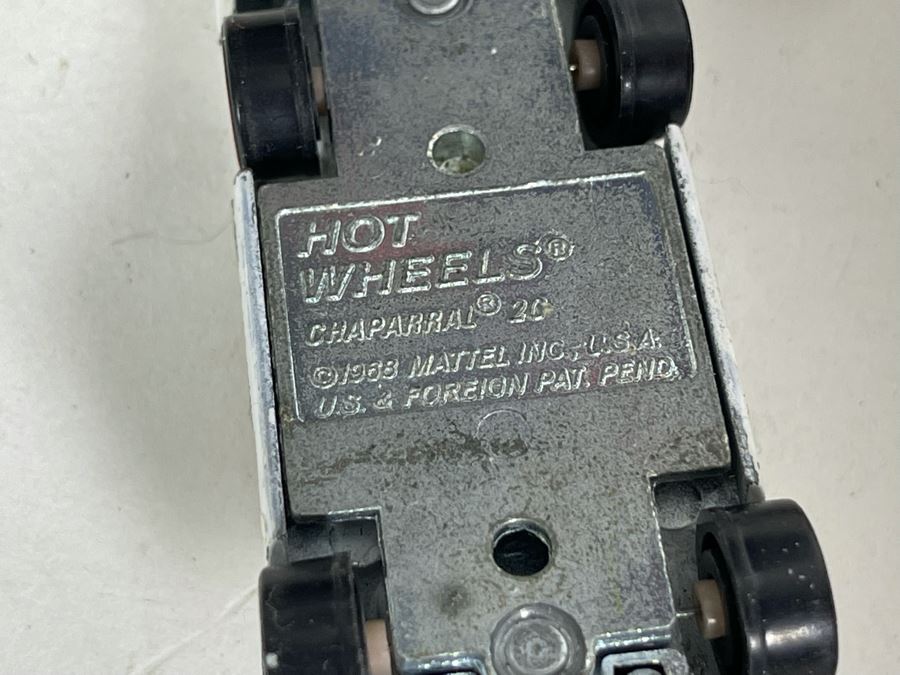 HOT
WHEELS®
CHAPARRAL® 2G
©1968 MATTEL INC., U.S.A.
U.S. & FOREIGN PAT. PEND.